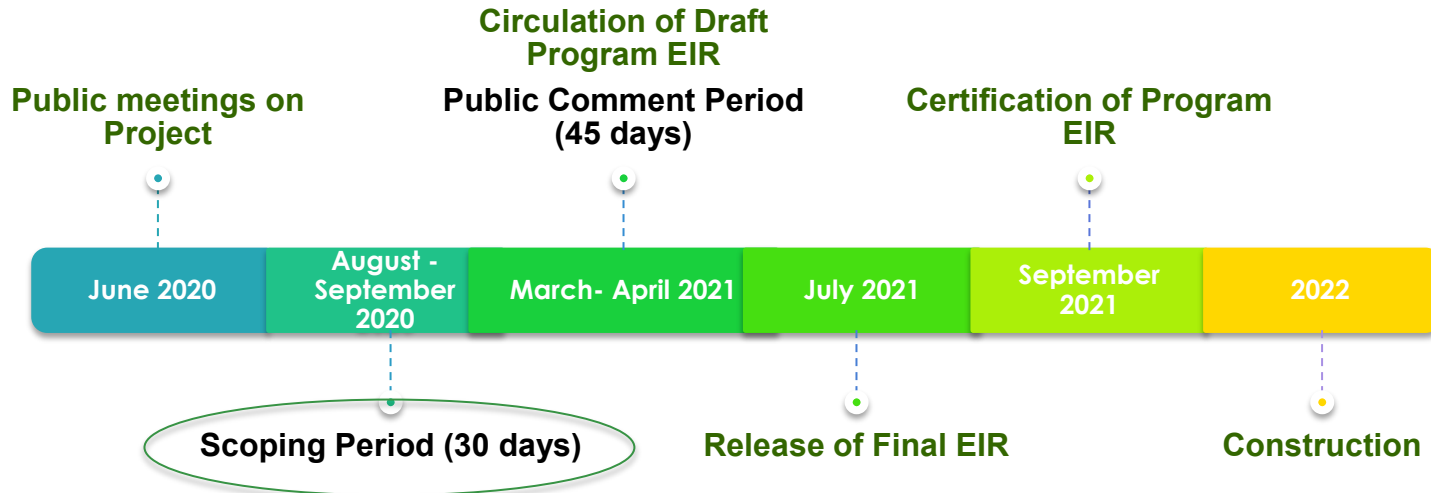 Circulation of Draft
Program EIR
Public meetings on
Project
Public Comment Period
(45 days)
Certification of Program
EIR
June 2020
August -
September
2020
March- April 2021
July 2021
September
2021
2022
Scoping Period (30 days)
Release of Final EIR
Construction